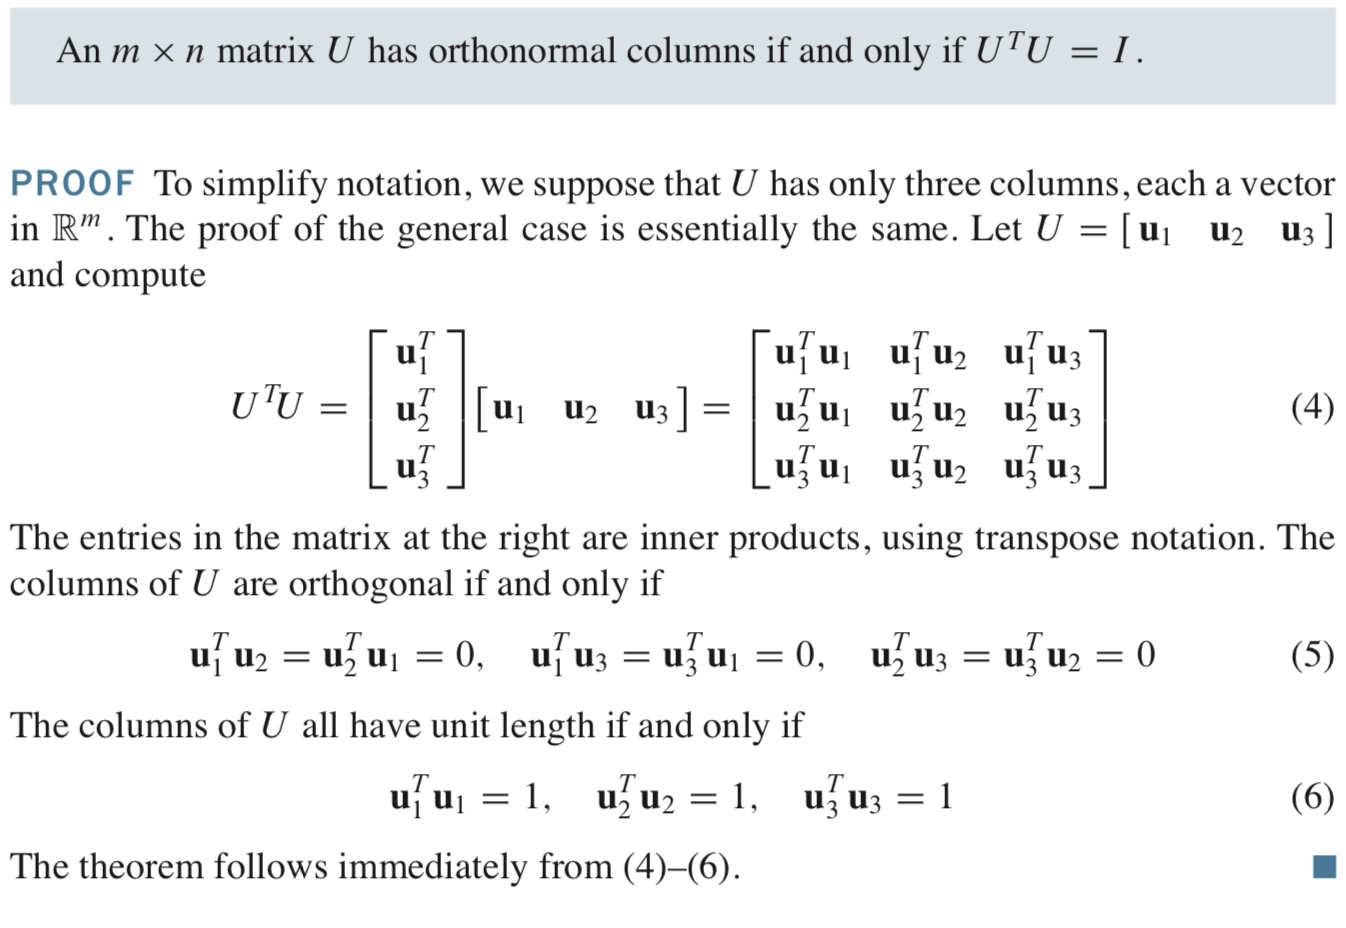 An m × n matrix U has orthonormal columns if and only if UᵀU = I.
PROOF To simplify notation, we suppose that U has only three columns, each a vector
in ℝᵐ. The proof of the general case is essentially the same. Let U = [ u₁ u₂ u₃ ]
and compute
UᵀU = [ u₁ᵀ ; u₂ᵀ ; u₃ᵀ ] [ u₁ u₂ u₃ ] = [ u₁ᵀu₁ u₁ᵀu₂ u₁ᵀu₃ ; u₂ᵀu₁ u₂ᵀu₂ u₂ᵀu₃ ; u₃ᵀu₁ u₃ᵀu₂ u₃ᵀu₃ ] (4)
The entries in the matrix at the right are inner products, using transpose notation. The
columns of U are orthogonal if and only if
u₁ᵀu₂ = u₂ᵀu₁ = 0, u₁ᵀu₃ = u₃ᵀu₁ = 0, u₂ᵀu₃ = u₃ᵀu₂ = 0 (5)
The columns of U all have unit length if and only if
u₁ᵀu₁ = 1, u₂ᵀu₂ = 1, u₃ᵀu₃ = 1 (6)
The theorem follows immediately from (4)–(6). ■